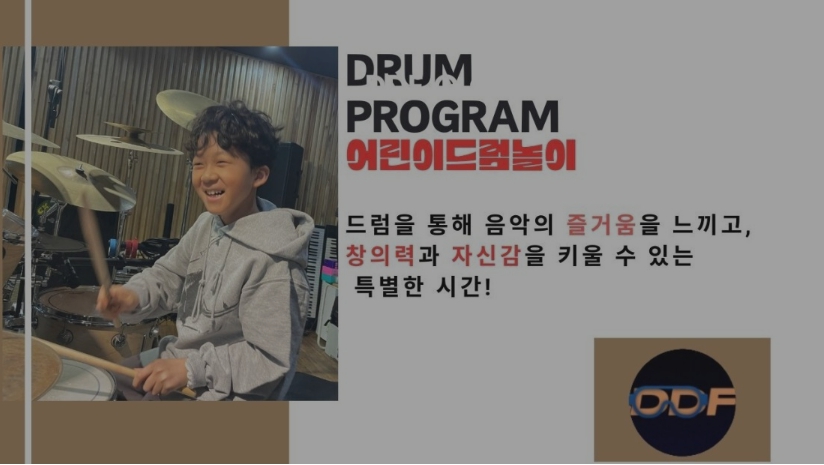 DRUM
PROGRAM
어린이드럼놀이
드럼을 통해 음악의 즐거움을 느끼고,
창의력과 자신감을 키울 수 있는
특별한 시간!
DDF